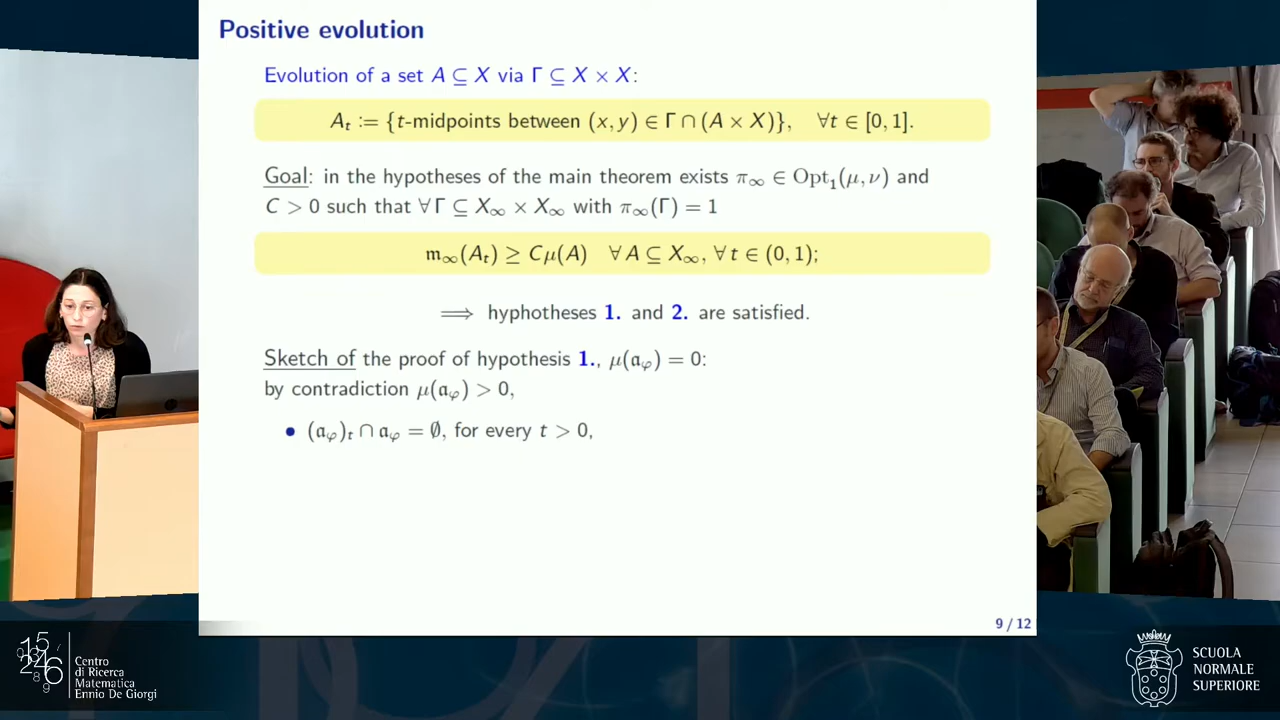 Positive evolution
Evolution of a set A ⊆ X via Γ ⊆ X × X:
A_t := {t-midpoints between (x, y) ∈ Γ ∩ (A × X)}, ∀t ∈ [0, 1].
Goal: in the hypotheses of the main theorem exists π_∞ ∈ Opt_1(μ, ν) and
C > 0 such that ∀ Γ ⊆ X_∞ × X_∞ with π_∞(Γ) = 1
𝔪_∞(A_t) ≥ Cμ(A) ∀ A ⊆ X_∞, ∀ t ∈ (0, 1);
⟹ hyphotheses 1. and 2. are satisfied.
Sketch of the proof of hypothesis 1., μ(𝔞_φ) = 0:
by contradiction μ(𝔞_φ) > 0,
• (𝔞_φ)_t ∩ 𝔞_φ = ∅, for every t > 0,
9 / 12
Centro
di Ricerca
Matematica
Ennio De Giorgi
SCUOLA
NORMALE
SUPERIORE